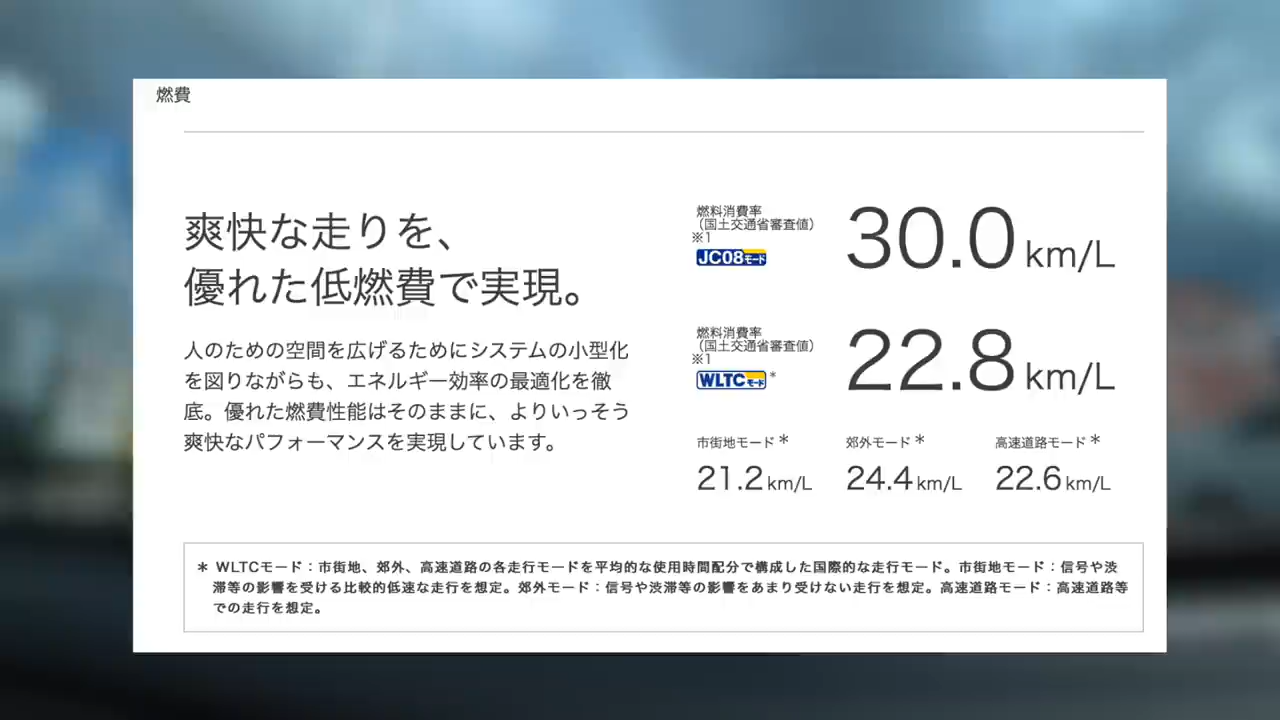 燃費
爽快な走りを、
優れた低燃費で実現。
人のための空間を広げるためにシステムの小型化
を図りながらも、エネルギー効率の最適化を徹
底。優れた燃費性能はそのままに、よりいっそう
爽快なパフォーマンスを実現しています。
燃料消費率
（国土交通省審査値）
※1
JC08モード
30.0 km/L
燃料消費率
（国土交通省審査値）
※1
WLTCモード *
22.8 km/L
市街地モード＊
21.2 km/L
郊外モード＊
24.4 km/L
高速道路モード＊
22.6 km/L
＊ WLTCモード：市街地、郊外、高速道路の各走行モードを平均的な使用時間配分で構成した国際的な走行モード。市街地モード：信号や渋
滞等の影響を受ける比較的低速な走行を想定。郊外モード：信号や渋滞等の影響をあまり受けない走行を想定。高速道路モード：高速道路等
での走行を想定。